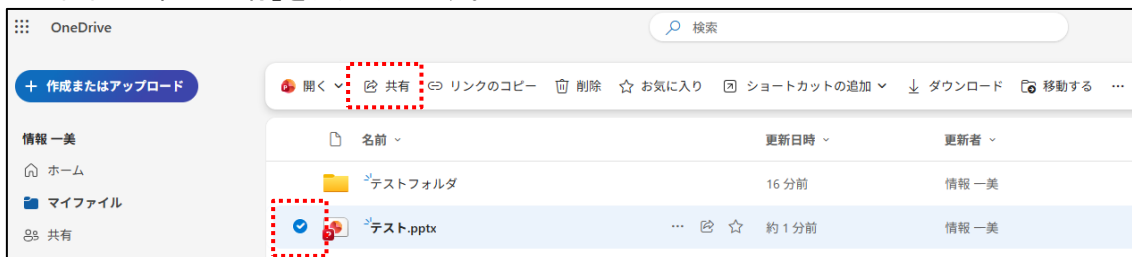 OneDrive
検索
+ 作成またはアップロード
開く 共有 リンクのコピー 削除 お気に入り ショートカットの追加 ダウンロード 移動する …
情報 一美
名前 更新日時 更新者
ホーム
テストフォルダ 16 分前 情報 一美
マイファイル
テスト.pptx … 約 1 分前 情報 一美
共有